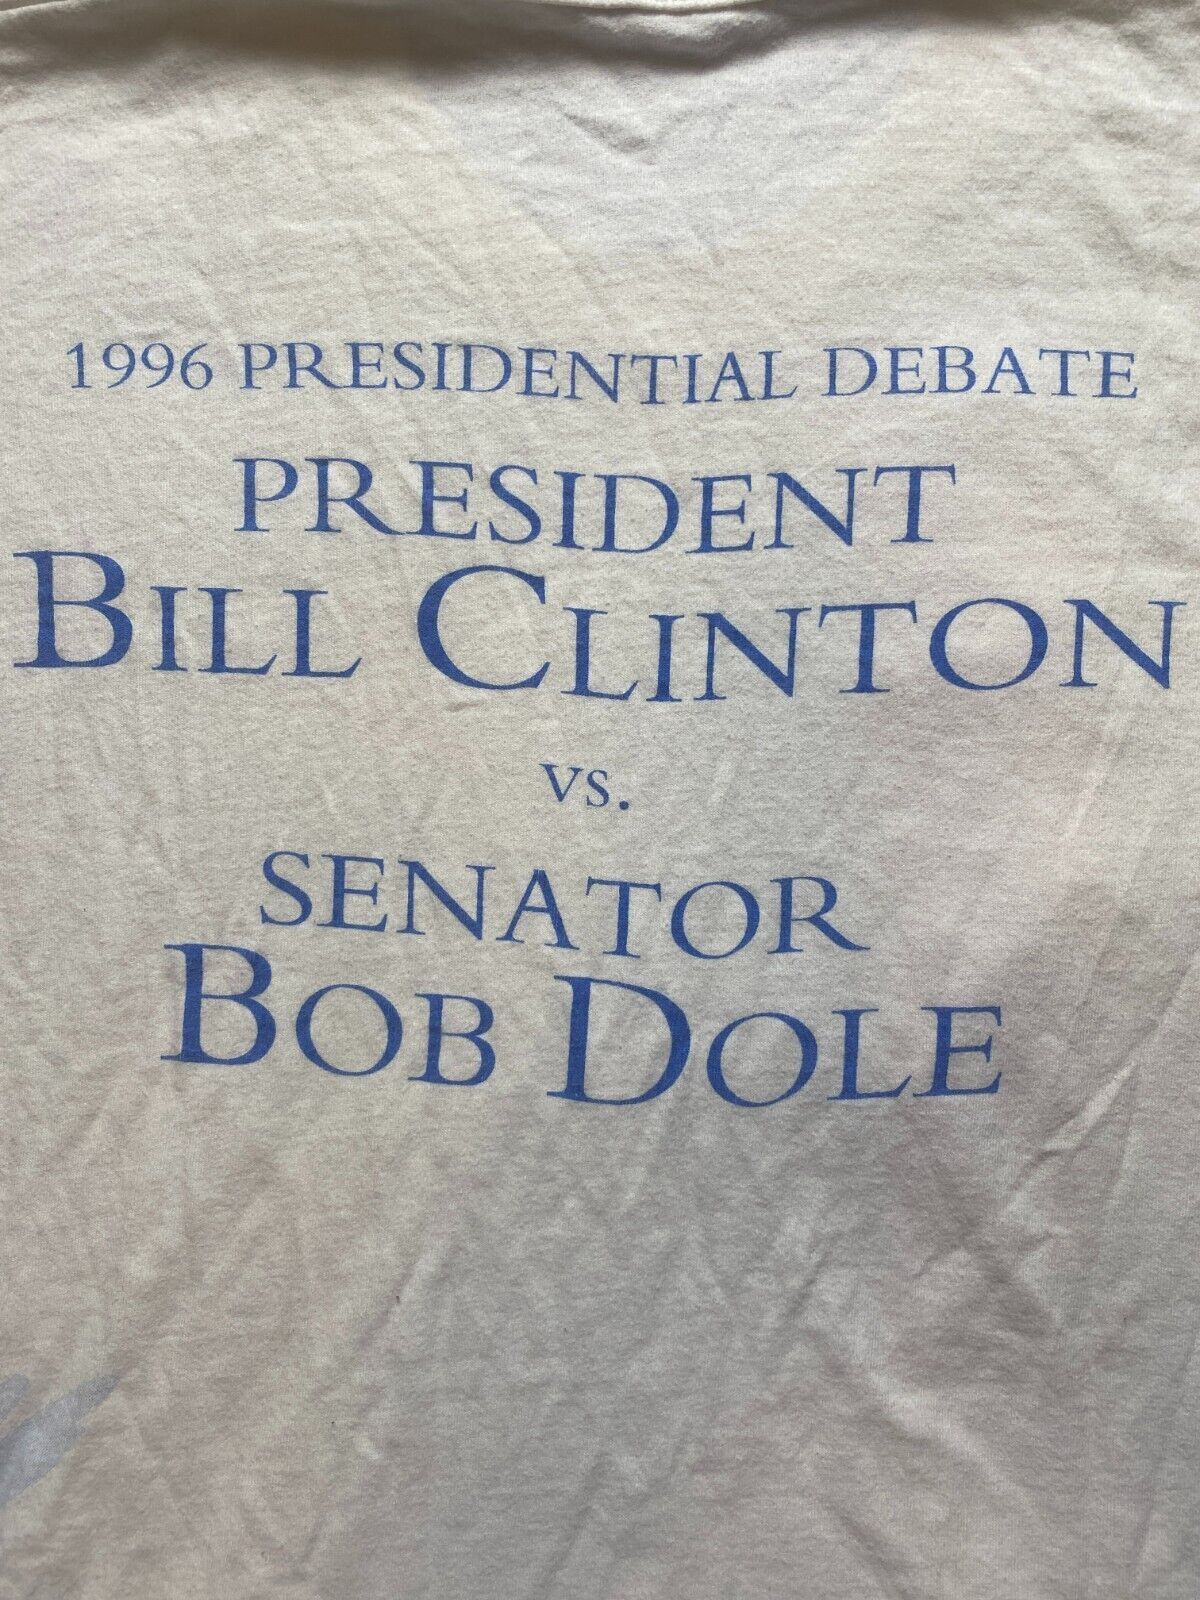 1996 PRESIDENTIAL DEBATE
PRESIDENT
BILL CLINTON
VS.
SENATOR
BOB DOLE